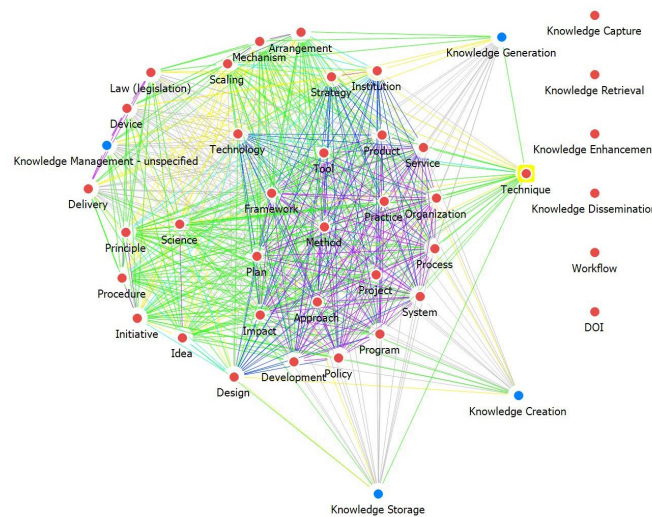 Knowledge Capture
Arrangement
Knowledge Generation
Mechanism
Scaling
Law (legislation)
Strategy
Institution
Knowledge Retrieval
Device
Technology
Product
Service
Knowledge Enhancemen
Knowledge Management - unspecified
Tool
Technique
Delivery
Framework
Practice
Organization
Knowledge Dissemination
Principle
Science
Method
Process
Plan
Workflow
Procedure
Project
System
Initiative
Impact
Approach
DOI
Idea
Program
Design
Development
Policy
Knowledge Creation
Knowledge Storage